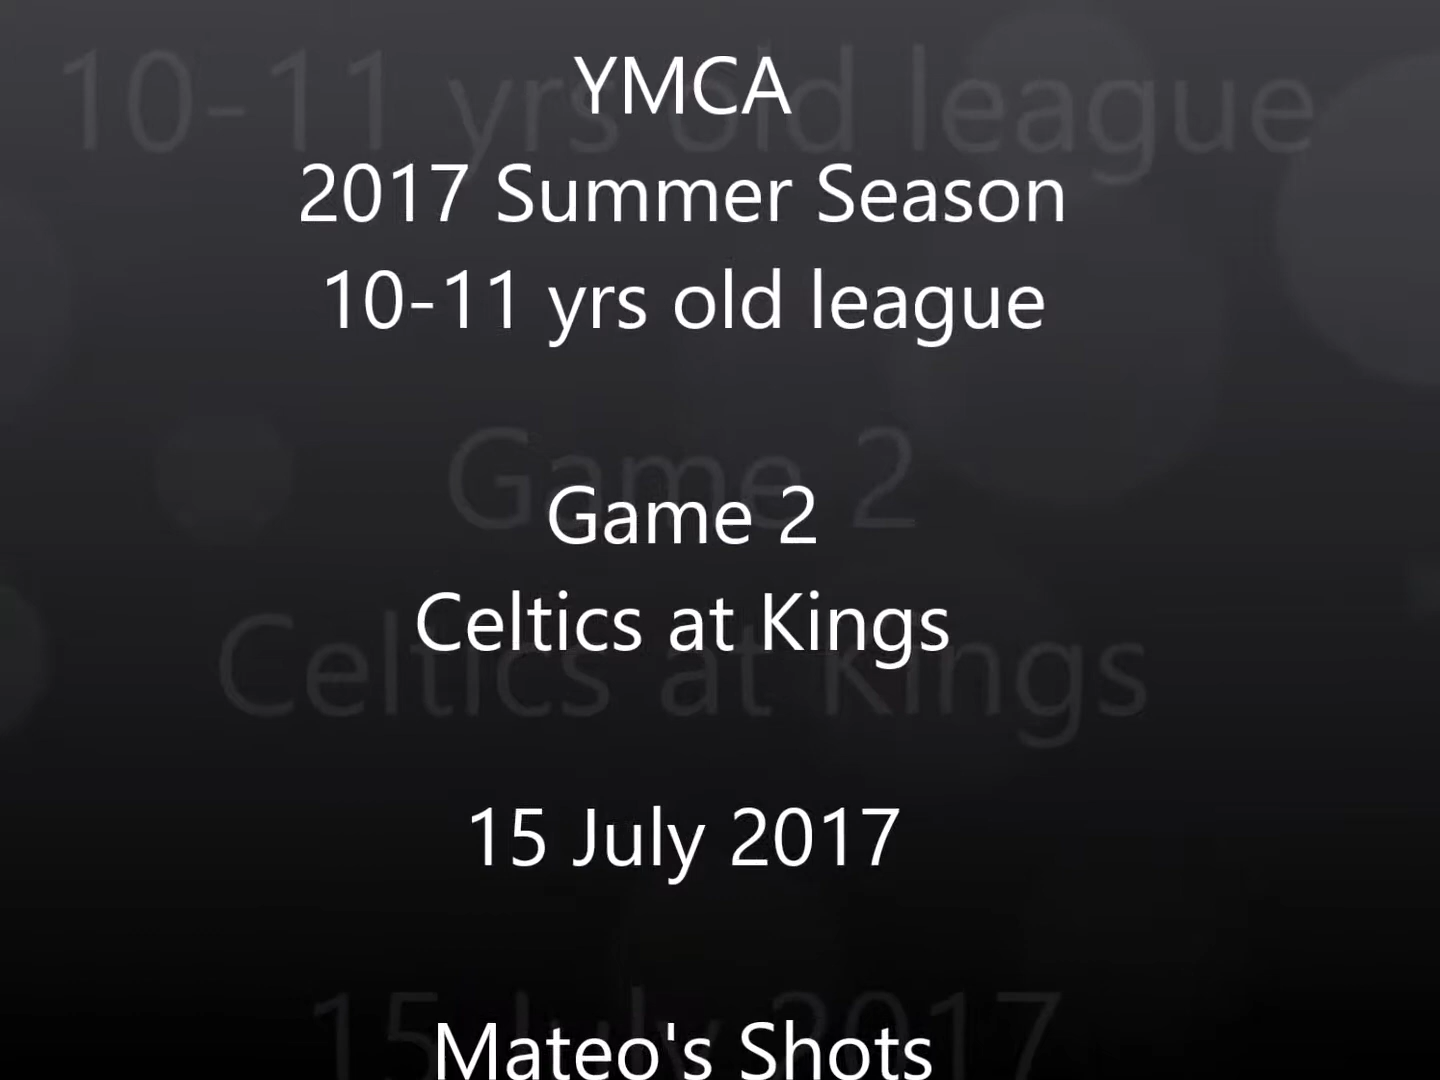 YMCA
2017 Summer Season
10-11 yrs old league
Game 2
Celtics at Kings
15 July 2017
Mateo's Shots